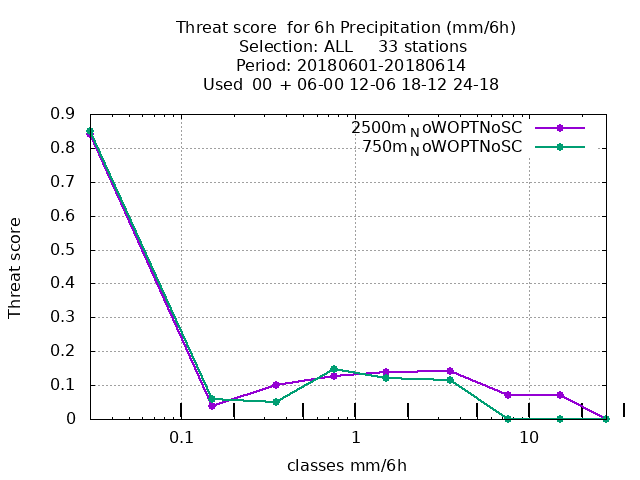 Threat score  for 6h Precipitation (mm/6h)
Selection: ALL     33 stations
Period: 20180601-20180614
Used  00  + 06-00 12-06 18-12 24-18
2500m_NoWOPTNoSC
750m_NoWOPTNoSC
0.9
0.8
0.7
0.6
0.5
0.4
0.3
0.2
0.1
0
Threat score
0.1 1 10
classes mm/6h